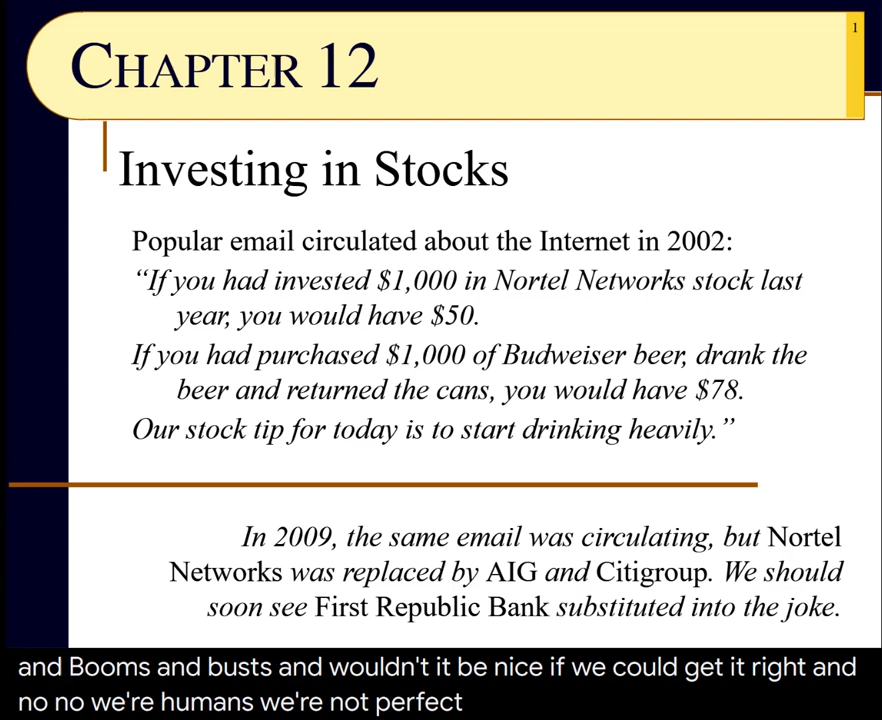 1
CHAPTER 12
Investing in Stocks
Popular email circulated about the Internet in 2002:
“If you had invested $1,000 in Nortel Networks stock last
year, you would have $50.
If you had purchased $1,000 of Budweiser beer, drank the
beer and returned the cans, you would have $78.
Our stock tip for today is to start drinking heavily.”
In 2009, the same email was circulating, but Nortel
Networks was replaced by AIG and Citigroup. We should
soon see First Republic Bank substituted into the joke.
and Booms and busts and wouldn't it be nice if we could get it right and
no no we're humans we're not perfect